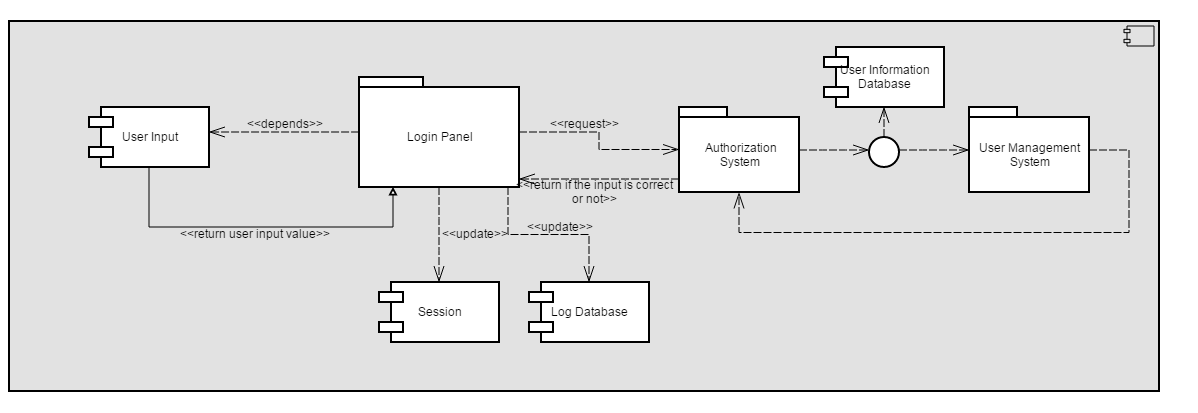 User Information
Database
<<depends>>
<<request>>
User Input
Login Panel
Authorization
System
User Management
System
<<return if the input is correct
or not>>
<<return user input value>>
<<update>>
<<update>>
Session
Log Database